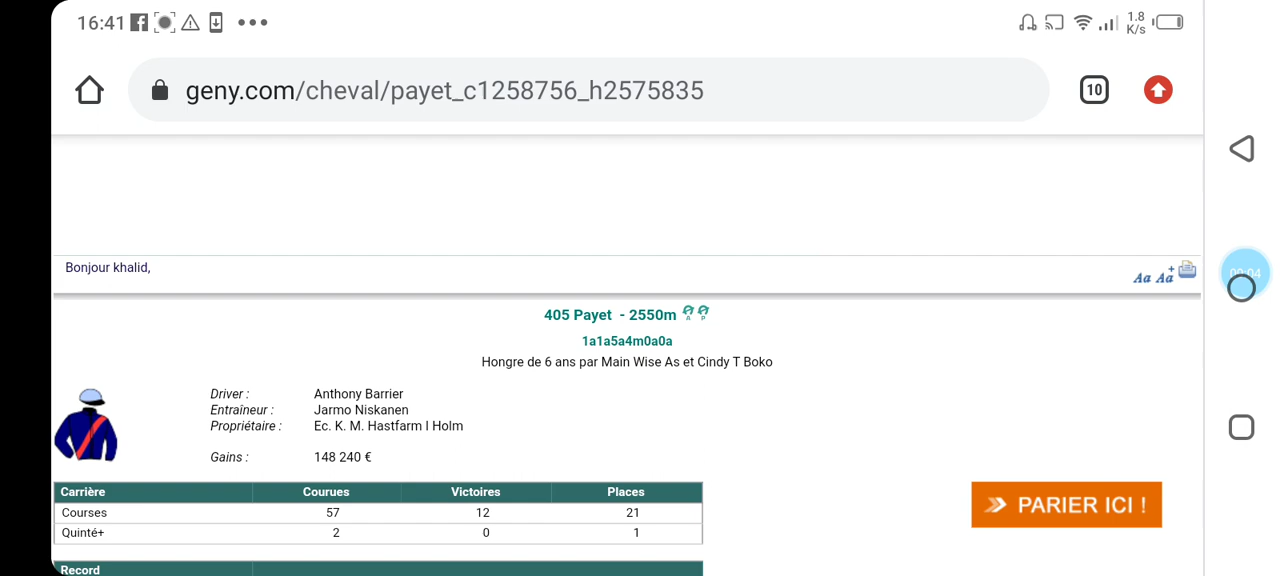 16:41
1.8
K/s
geny.com/cheval/payet_c1258756_h2575835
10
Bonjour khalid,
Aa Aa+
00:04
405 Payet - 2550m
A P
1a1a5a4m0a0a
Hongre de 6 ans par Main Wise As et Cindy T Boko
Driver : Anthony Barrier
Entraîneur : Jarmo Niskanen
Propriétaire : Ec. K. M. Hastfarm I Holm
Gains : 148 240 €
Carrière Courues Victoires Places
Courses 57 12 21
Quinté+ 2 0 1
PARIER ICI !
Record